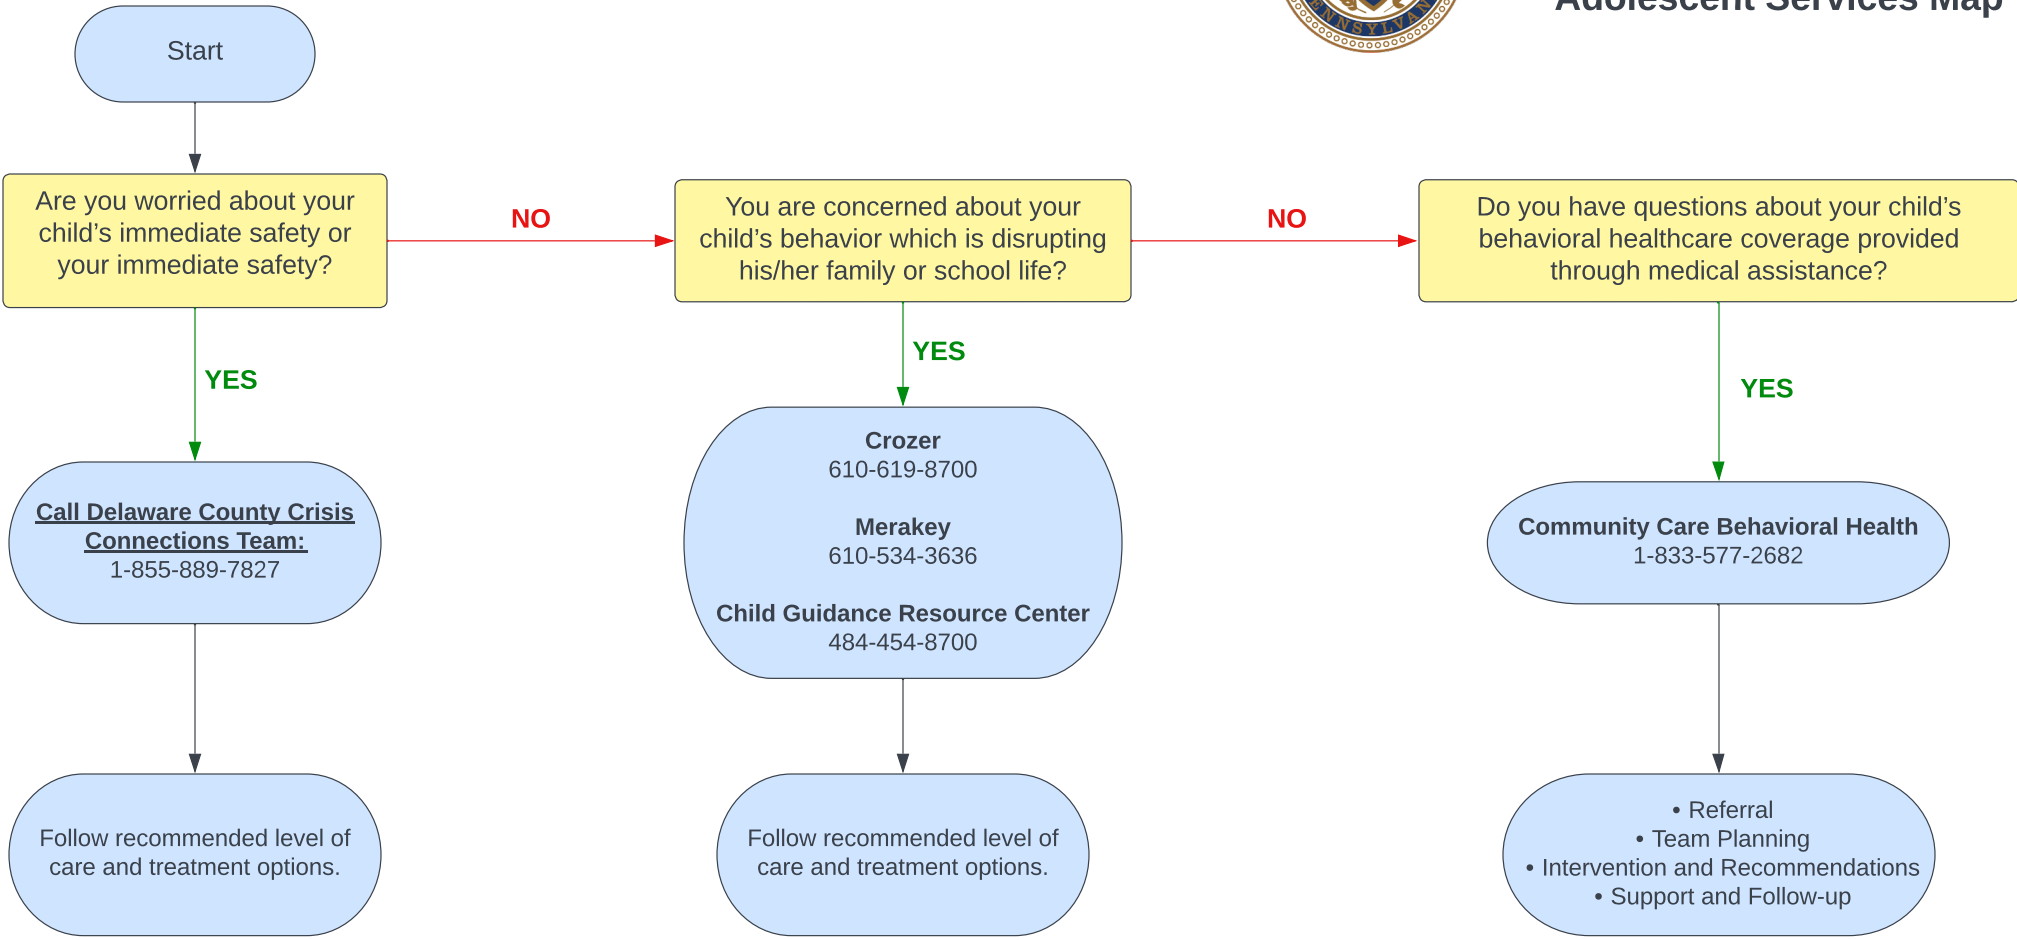 Adolescent Services Map
PENNSYLVAN
Start
Are you worried about your
child’s immediate safety or
your immediate safety?
NO
You are concerned about your
child’s behavior which is disrupting
his/her family or school life?
NO
Do you have questions about your child’s
behavioral healthcare coverage provided
through medical assistance?
YES
YES
YES
Call Delaware County Crisis
Connections Team:
1-855-889-7827
Crozer
610-619-8700
Merakey
610-534-3636
Child Guidance Resource Center
484-454-8700
Community Care Behavioral Health
1-833-577-2682
Follow recommended level of
care and treatment options.
Follow recommended level of
care and treatment options.
• Referral
• Team Planning
• Intervention and Recommendations
• Support and Follow-up